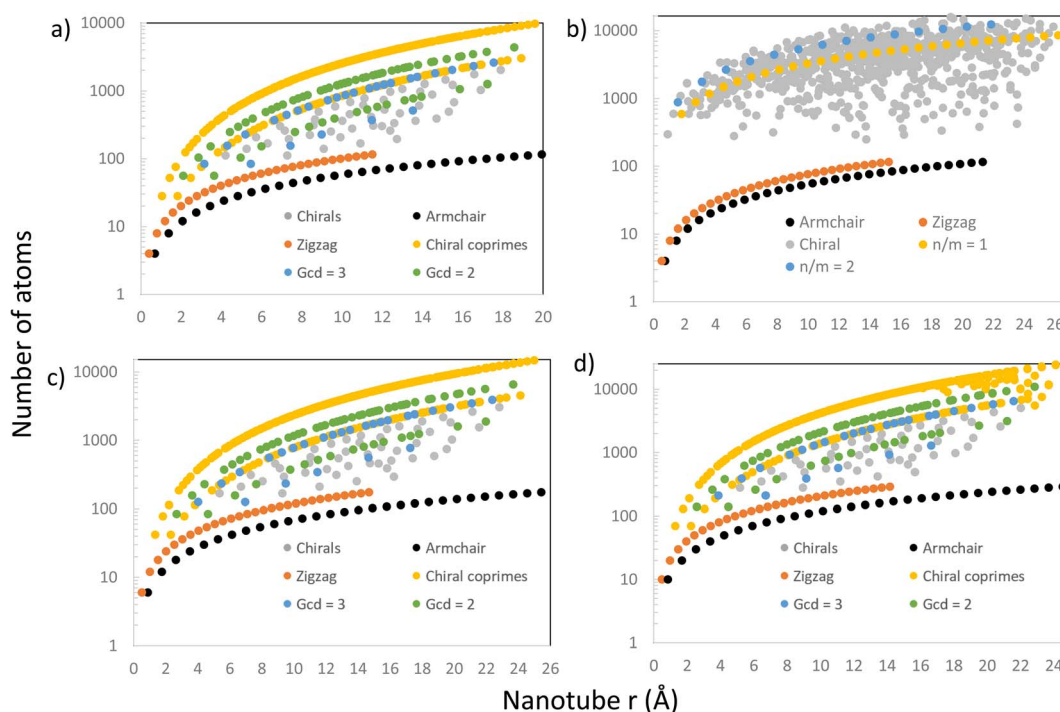 a)
10000
1000
100
10
1
0 2 4 6 8 10 12 14 16 18 20
Chirals
Armchair
Zigzag
Chiral coprimes
Gcd = 3
Gcd = 2
b)
10000
1000
100
10
1
0 2 4 6 8 10 12 14 16 18 20 22 24 26
Armchair
Zigzag
Chiral
n/m = 1
n/m = 2
Number of atoms
c)
10000
1000
100
10
1
0 2 4 6 8 10 12 14 16 18 20 22 24 26
Chirals
Armchair
Zigzag
Chiral coprimes
Gcd = 3
Gcd = 2
d)
10000
1000
100
10
1
0 2 4 6 8 10 12 14 16 18 20 22 24
Chirals
Armchair
Zigzag
Chiral coprimes
Gcd = 3
Gcd = 2
Nanotube r (Å)